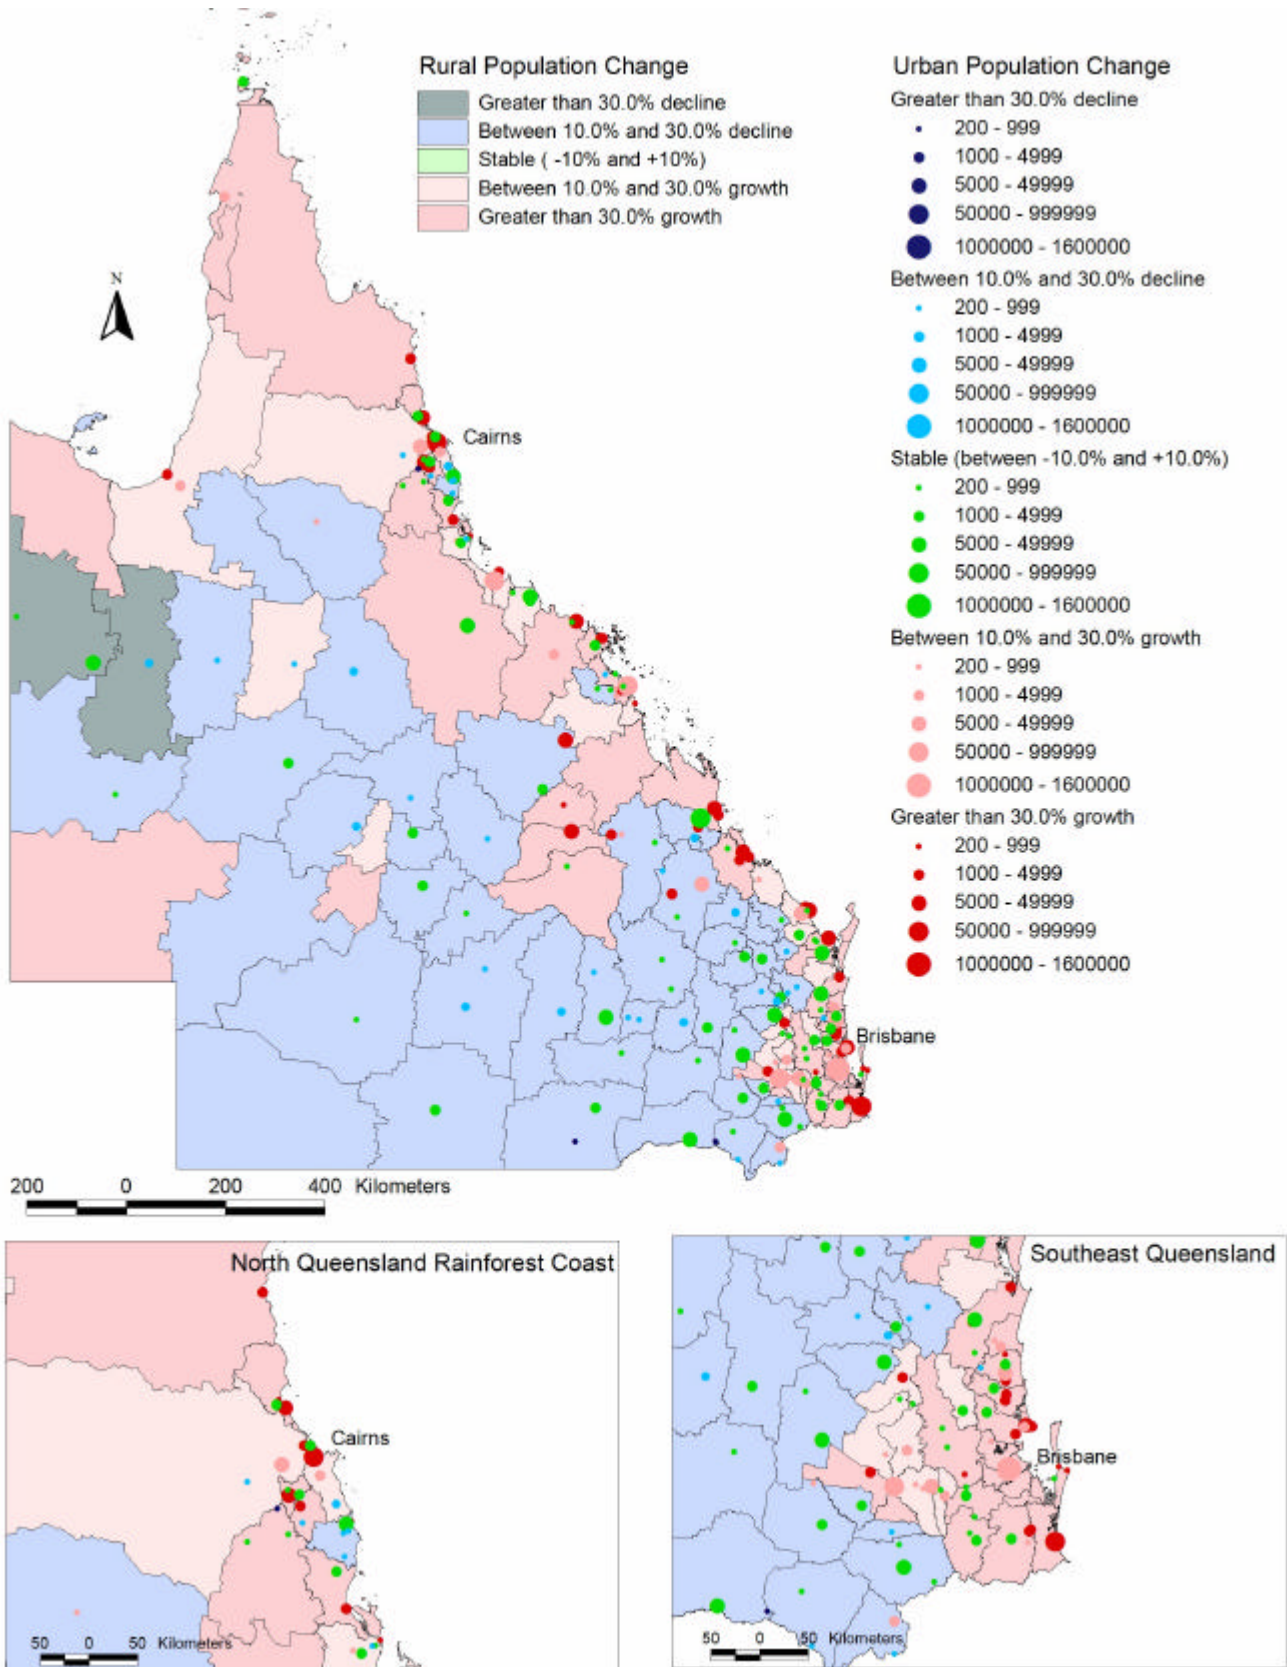 Rural Population Change
Greater than 30.0% decline
Between 10.0% and 30.0% decline
Stable ( -10% and +10%)
Between 10.0% and 30.0% growth
Greater than 30.0% growth
Urban Population Change
Greater than 30.0% decline
200 - 999
1000 - 4999
5000 - 49999
50000 - 999999
1000000 - 1600000
Between 10.0% and 30.0% decline
200 - 999
1000 - 4999
5000 - 49999
50000 - 999999
1000000 - 1600000
Stable (between -10.0% and +10.0%)
200 - 999
1000 - 4999
5000 - 49999
50000 - 999999
1000000 - 1600000
Between 10.0% and 30.0% growth
200 - 999
1000 - 4999
5000 - 49999
50000 - 999999
1000000 - 1600000
Greater than 30.0% growth
200 - 999
1000 - 4999
5000 - 49999
50000 - 999999
1000000 - 1600000
N
Cairns
Brisbane
200 0 200 400 Kilometers
North Queensland Rainforest Coast
Cairns
50 0 50 Kilometers
Southeast Queensland
Brisbane
50 0 50 Kilometers